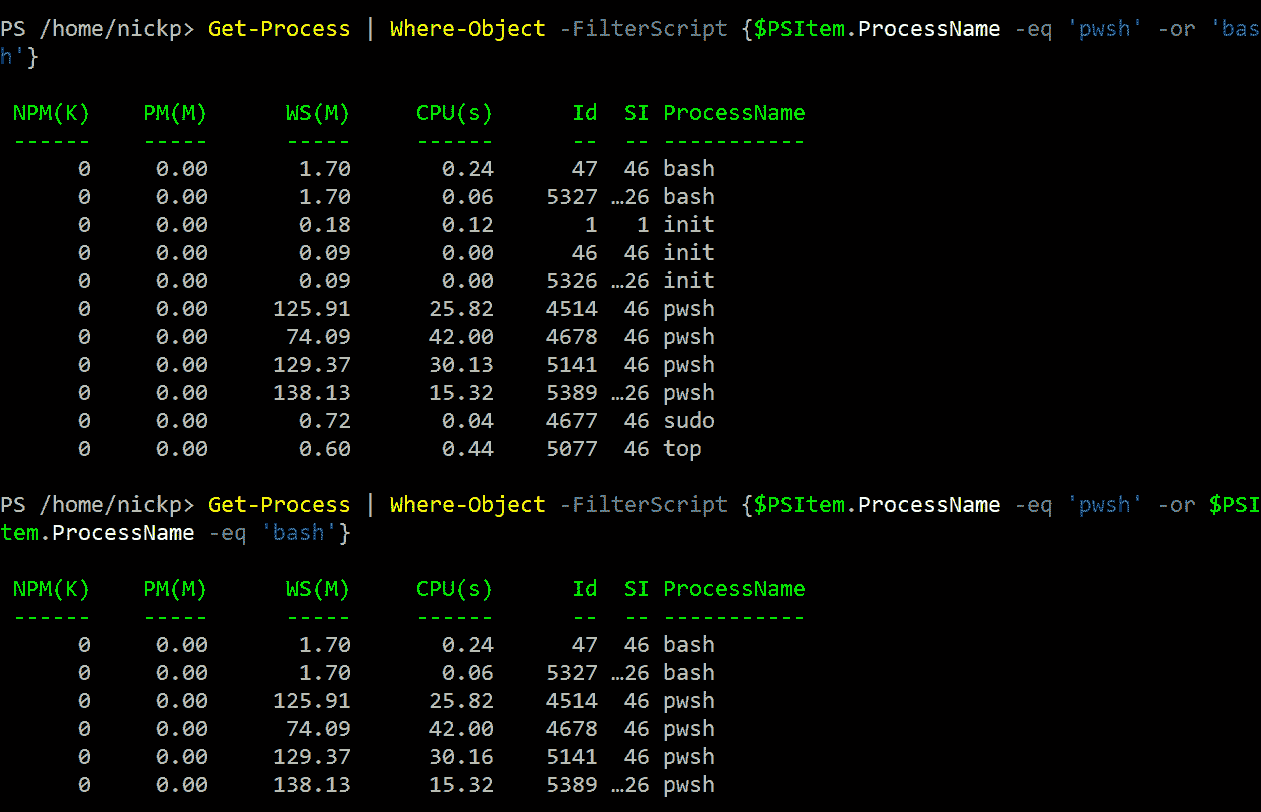 PS /home/nickp> Get-Process | Where-Object -FilterScript {$PSItem.ProcessName -eq 'pwsh' -or 'bas
h'}
NPM(K)    PM(M)      WS(M)     CPU(s)      Id  SI ProcessName
------    -----      -----     ------      --  -- -----------
     0     0.00       1.70       0.24      47  46 bash
     0     0.00       1.70       0.06    5327 …26 bash
     0     0.00       0.18       0.12       1   1 init
     0     0.00       0.09       0.00      46  46 init
     0     0.00       0.09       0.00    5326 …26 init
     0     0.00     125.91      25.82    4514  46 pwsh
     0     0.00      74.09      42.00    4678  46 pwsh
     0     0.00     129.37      30.13    5141  46 pwsh
     0     0.00     138.13      15.32    5389 …26 pwsh
     0     0.00       0.72       0.04    4677  46 sudo
     0     0.00       0.60       0.44    5077  46 top
PS /home/nickp> Get-Process | Where-Object -FilterScript {$PSItem.ProcessName -eq 'pwsh' -or $PSI
tem.ProcessName -eq 'bash'}
NPM(K)    PM(M)      WS(M)     CPU(s)      Id  SI ProcessName
------    -----      -----     ------      --  -- -----------
     0     0.00       1.70       0.24      47  46 bash
     0     0.00       1.70       0.06    5327 …26 bash
     0     0.00     125.91      25.82    4514  46 pwsh
     0     0.00      74.09      42.00    4678  46 pwsh
     0     0.00     129.37      30.16    5141  46 pwsh
     0     0.00     138.13      15.32    5389 …26 pwsh